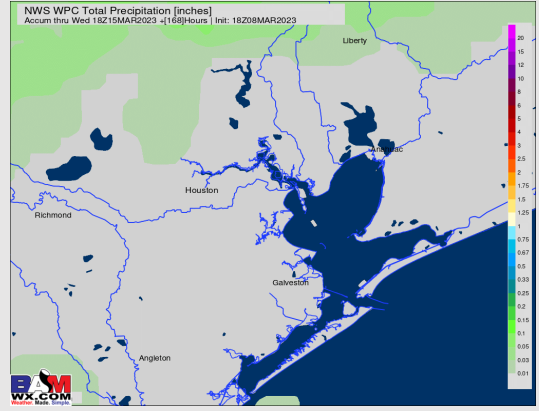 NWS WPC Total Precipitation [inches]
Accum thru Wed 18Z15MAR2023 +[168]Hours | Init: 18Z08MAR2023
Liberty
Anahuac
Houston
Richmond
Galveston
Angleton
20
15
12
10
8
6
5
4
3
2.5
2
1.75
1.5
1.25
1
0.75
0.67
0.5
0.33
0.25
0.2
0.15
0.1
0.05
0.03
0.01
BAM
WX.COM
Weather. Made. Simple.